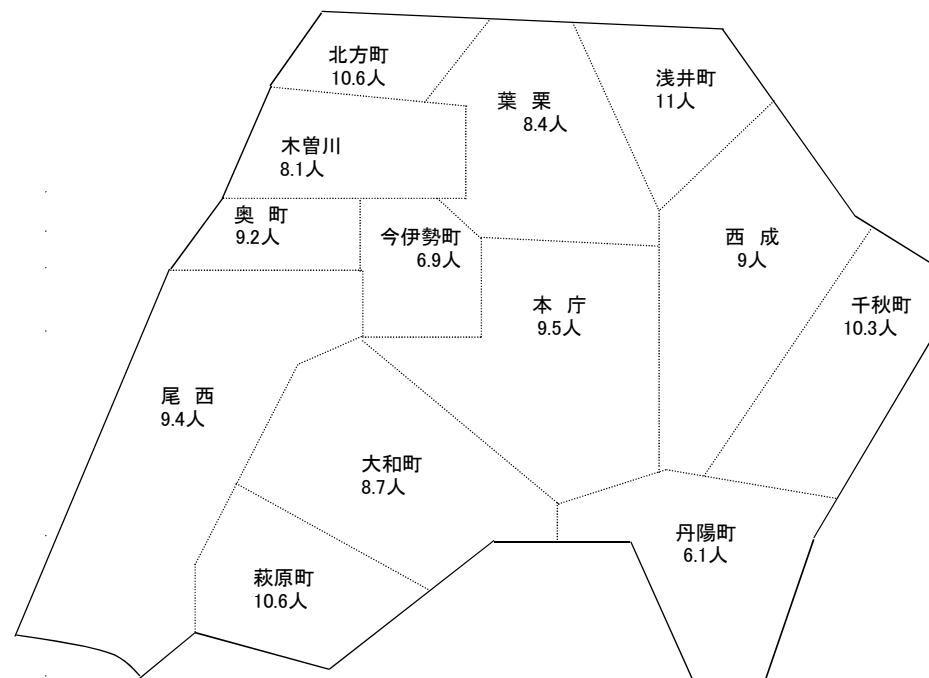 北方町
10.6人
浅井町
11人
葉 栗
8.4人
木曽川
8.1人
奥 町
9.2人
今伊勢町
6.9人
西 成
9人
本 庁
9.5人
千秋町
10.3人
尾 西
9.4人
大和町
8.7人
丹陽町
6.1人
萩原町
10.6人